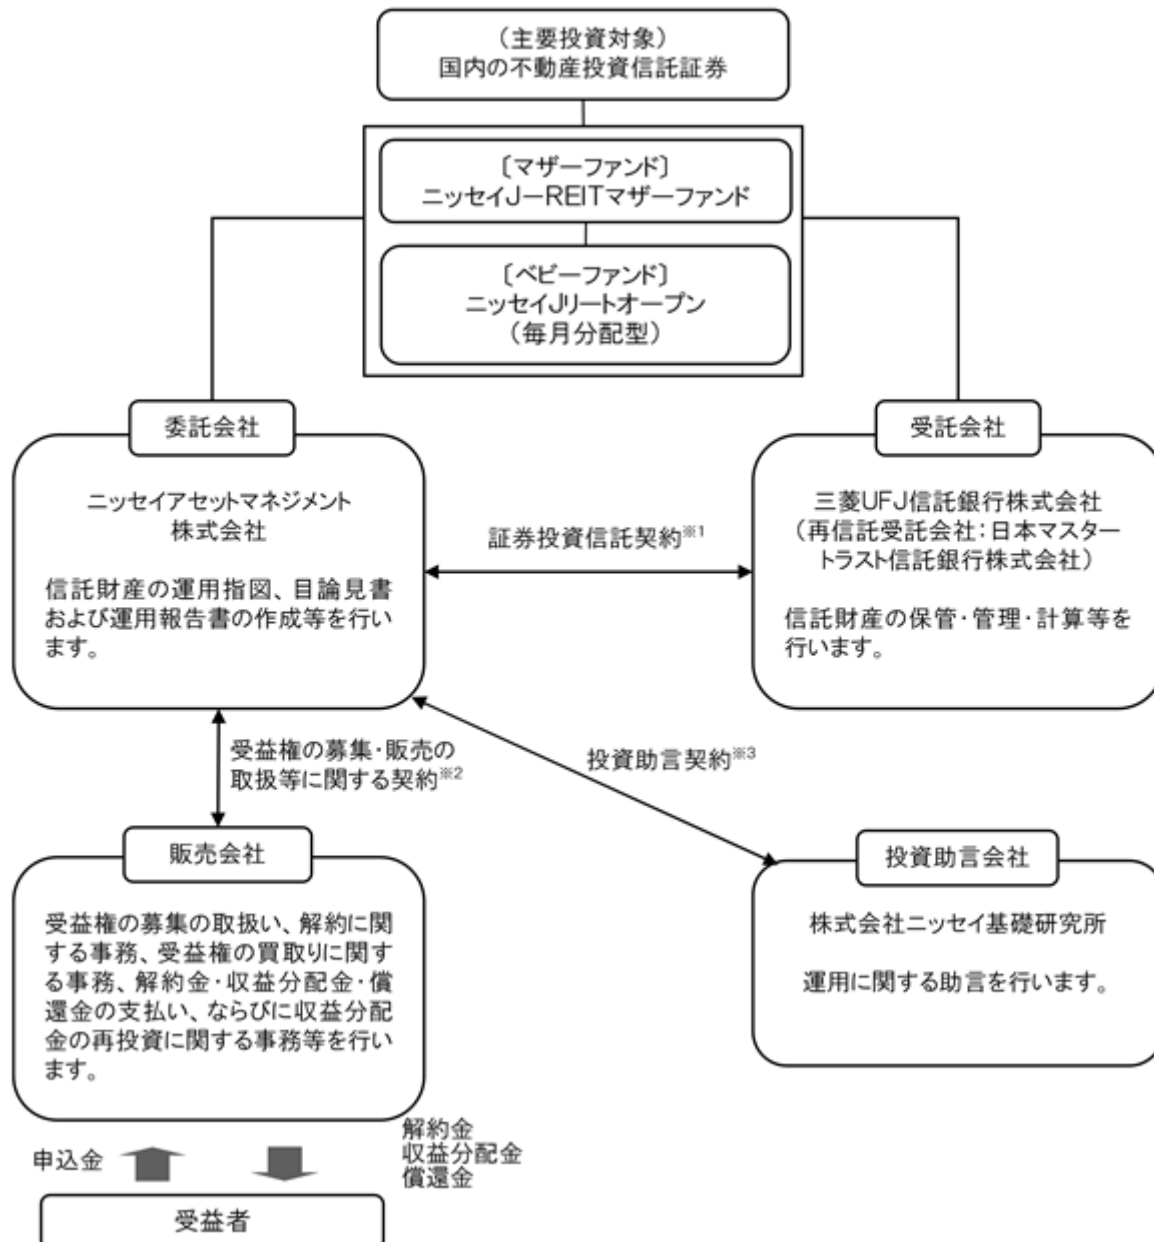 （主要投資対象）
国内の不動産投資信託証券
〔マザーファンド〕
ニッセイJ－REITマザーファンド
〔ベビーファンド〕
ニッセイJリートオープン
（毎月分配型）
委託会社
ニッセイアセットマネジメント
株式会社
信託財産の運用指図、目論見書
および運用報告書の作成等を行い
ます。
証券投資信託契約※1
受託会社
三菱UFJ信託銀行株式会社
（再信託受託会社：日本マスター
トラスト信託銀行株式会社）
信託財産の保管・管理・計算等を
行います。
受益権の募集・販売の
取扱等に関する契約※2
投資助言契約※3
販売会社
受益権の募集の取扱い、解約に関
する事務、受益権の買取りに関す
る事務、解約金・収益分配金・償
還金の支払い、ならびに収益分配
金の再投資に関する事務等を行い
ます。
投資助言会社
株式会社ニッセイ基礎研究所
運用に関する助言を行います。
申込金
解約金
収益分配金
償還金
受益者